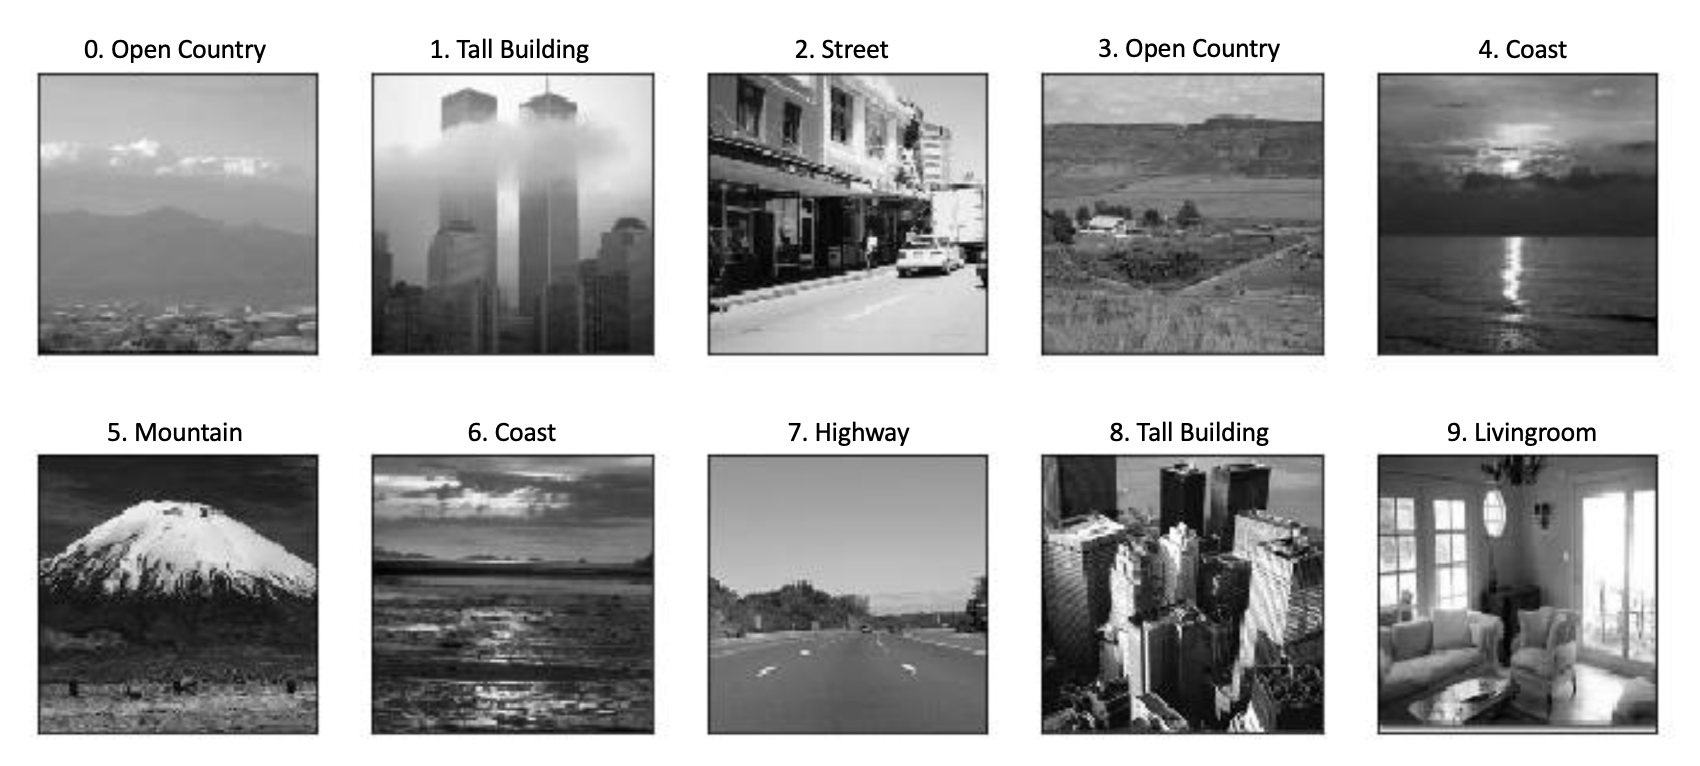 0. Open Country
1. Tall Building
2. Street
3. Open Country
4. Coast
5. Mountain
6. Coast
7. Highway
8. Tall Building
9. Livingroom